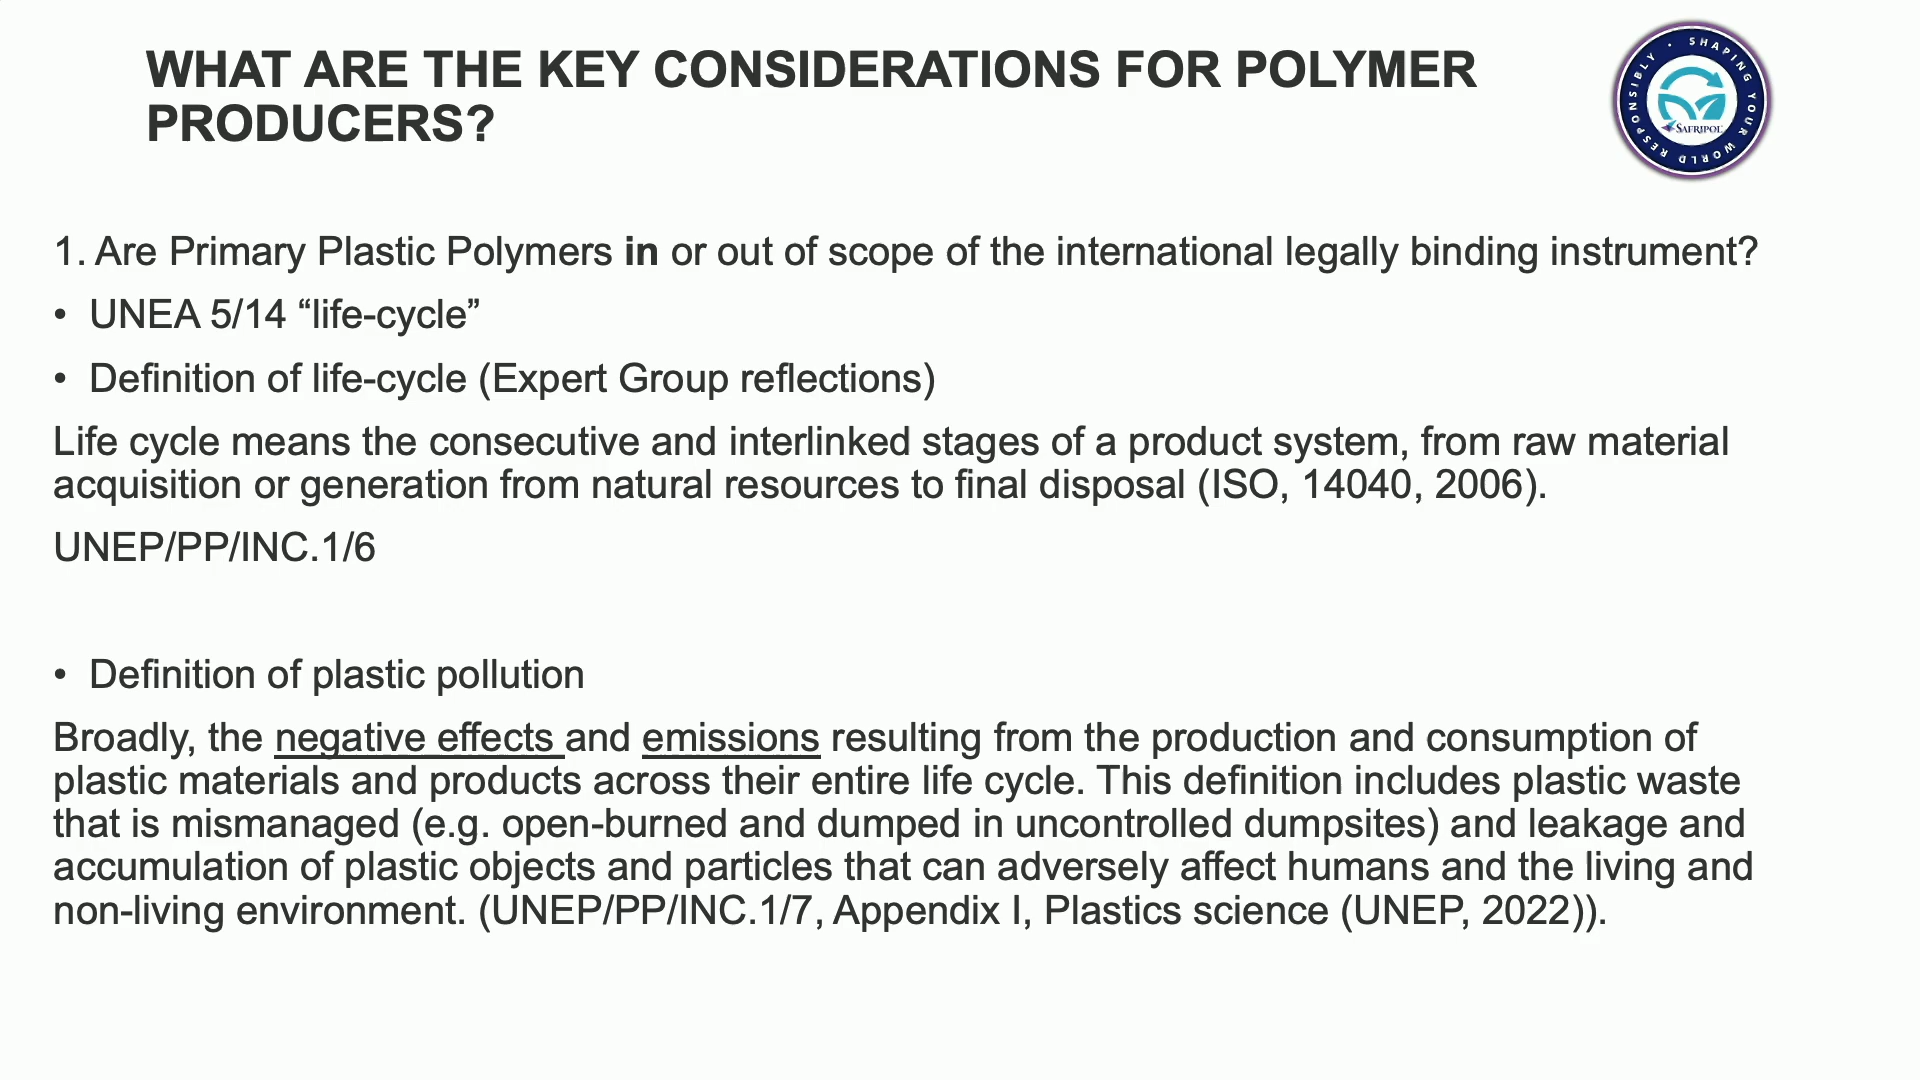 WHAT ARE THE KEY CONSIDERATIONS FOR POLYMER
PRODUCERS?
SHAPING YOUR WORLD RESPONSIBLY •
SAFRIPOL
1. Are Primary Plastic Polymers in or out of scope of the international legally binding instrument?
• UNEA 5/14 “life-cycle”
• Definition of life-cycle (Expert Group reflections)
Life cycle means the consecutive and interlinked stages of a product system, from raw material
acquisition or generation from natural resources to final disposal (ISO, 14040, 2006).
UNEP/PP/INC.1/6
• Definition of plastic pollution
Broadly, the negative effects and emissions resulting from the production and consumption of
plastic materials and products across their entire life cycle. This definition includes plastic waste
that is mismanaged (e.g. open-burned and dumped in uncontrolled dumpsites) and leakage and
accumulation of plastic objects and particles that can adversely affect humans and the living and
non-living environment. (UNEP/PP/INC.1/7, Appendix I, Plastics science (UNEP, 2022)).